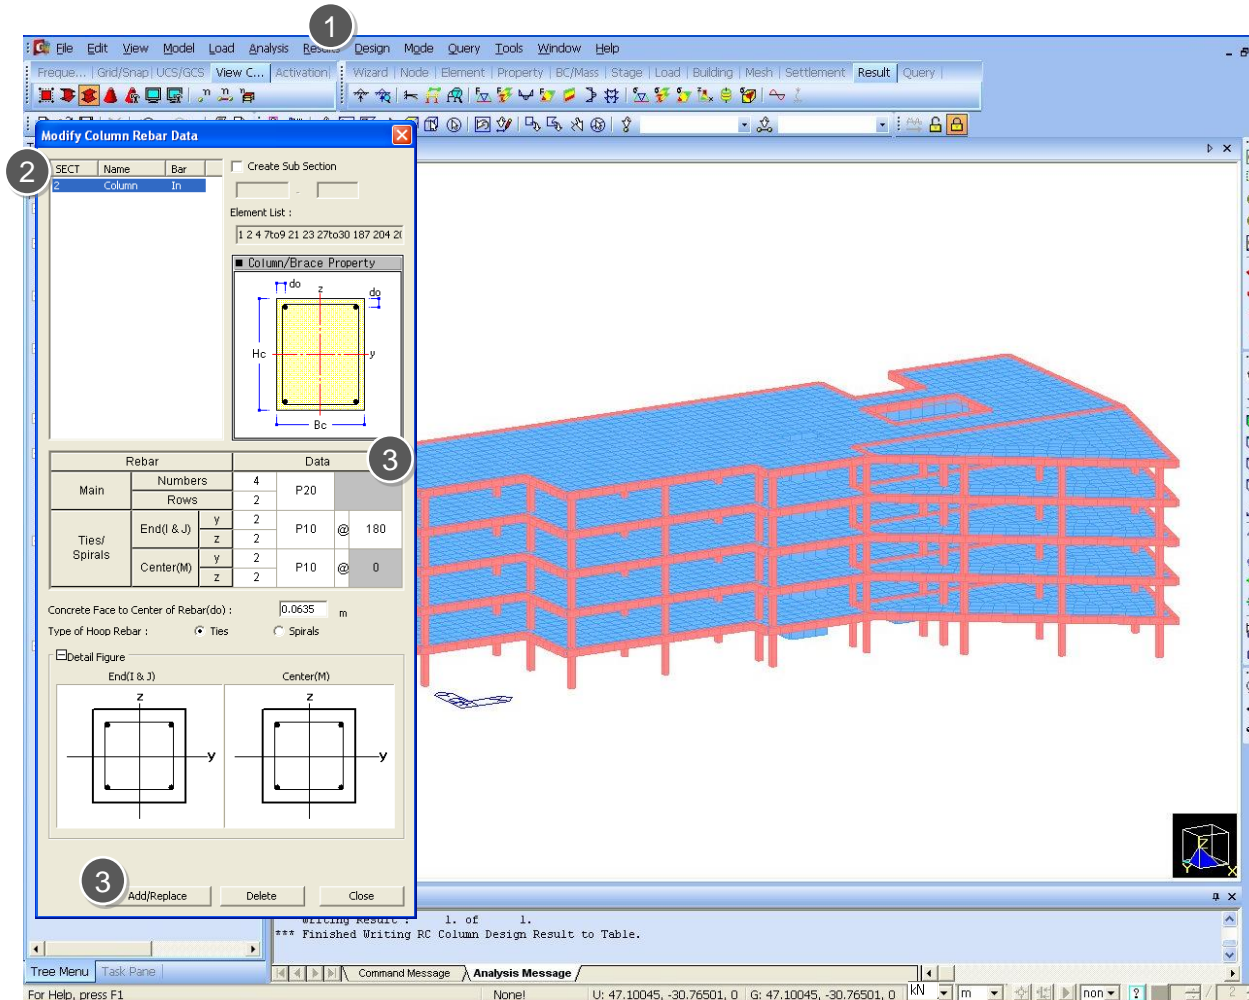 1
File Edit View Model Load Analysis Results Design Mode Query Tools Window Help
Freque... Grid/Snap UCS/GCS View C... Activation Wizard Node Element Property BC/Mass Stage Load Building Mesh Settlement Result Query
Modify Column Rebar Data
2
SECT Name Bar
2 Column In
Create Sub Section
-
Element List :
1 2 4 7to9 21 23 27to30 187 204 20
Column/Brace Property
do
z
do
Hc
y
Bc
3
Rebar Data
Main Numbers 4 P20
Rows 2
Ties/ Spirals End(I & J) y 2 P10 @ 180
z 2
Center(M) y 2 P10 @ 0
z 2
Concrete Face to Center of Rebar(do) : 0.0635 m
Type of Hoop Rebar : Ties Spirals
Detail Figure
End(I & J) Center(M)
z z
y y
3
Add/Replace Delete Close
Z
Y X
Writing Result : 1. of 1.
*** Finished Writing RC Column Design Result to Table.
Tree Menu Task Pane Command Message Analysis Message
For Help, press F1 None! U: 47.10045, -30.76501, 0 G: 47.10045, -30.76501, 0 kN m non ? / 2